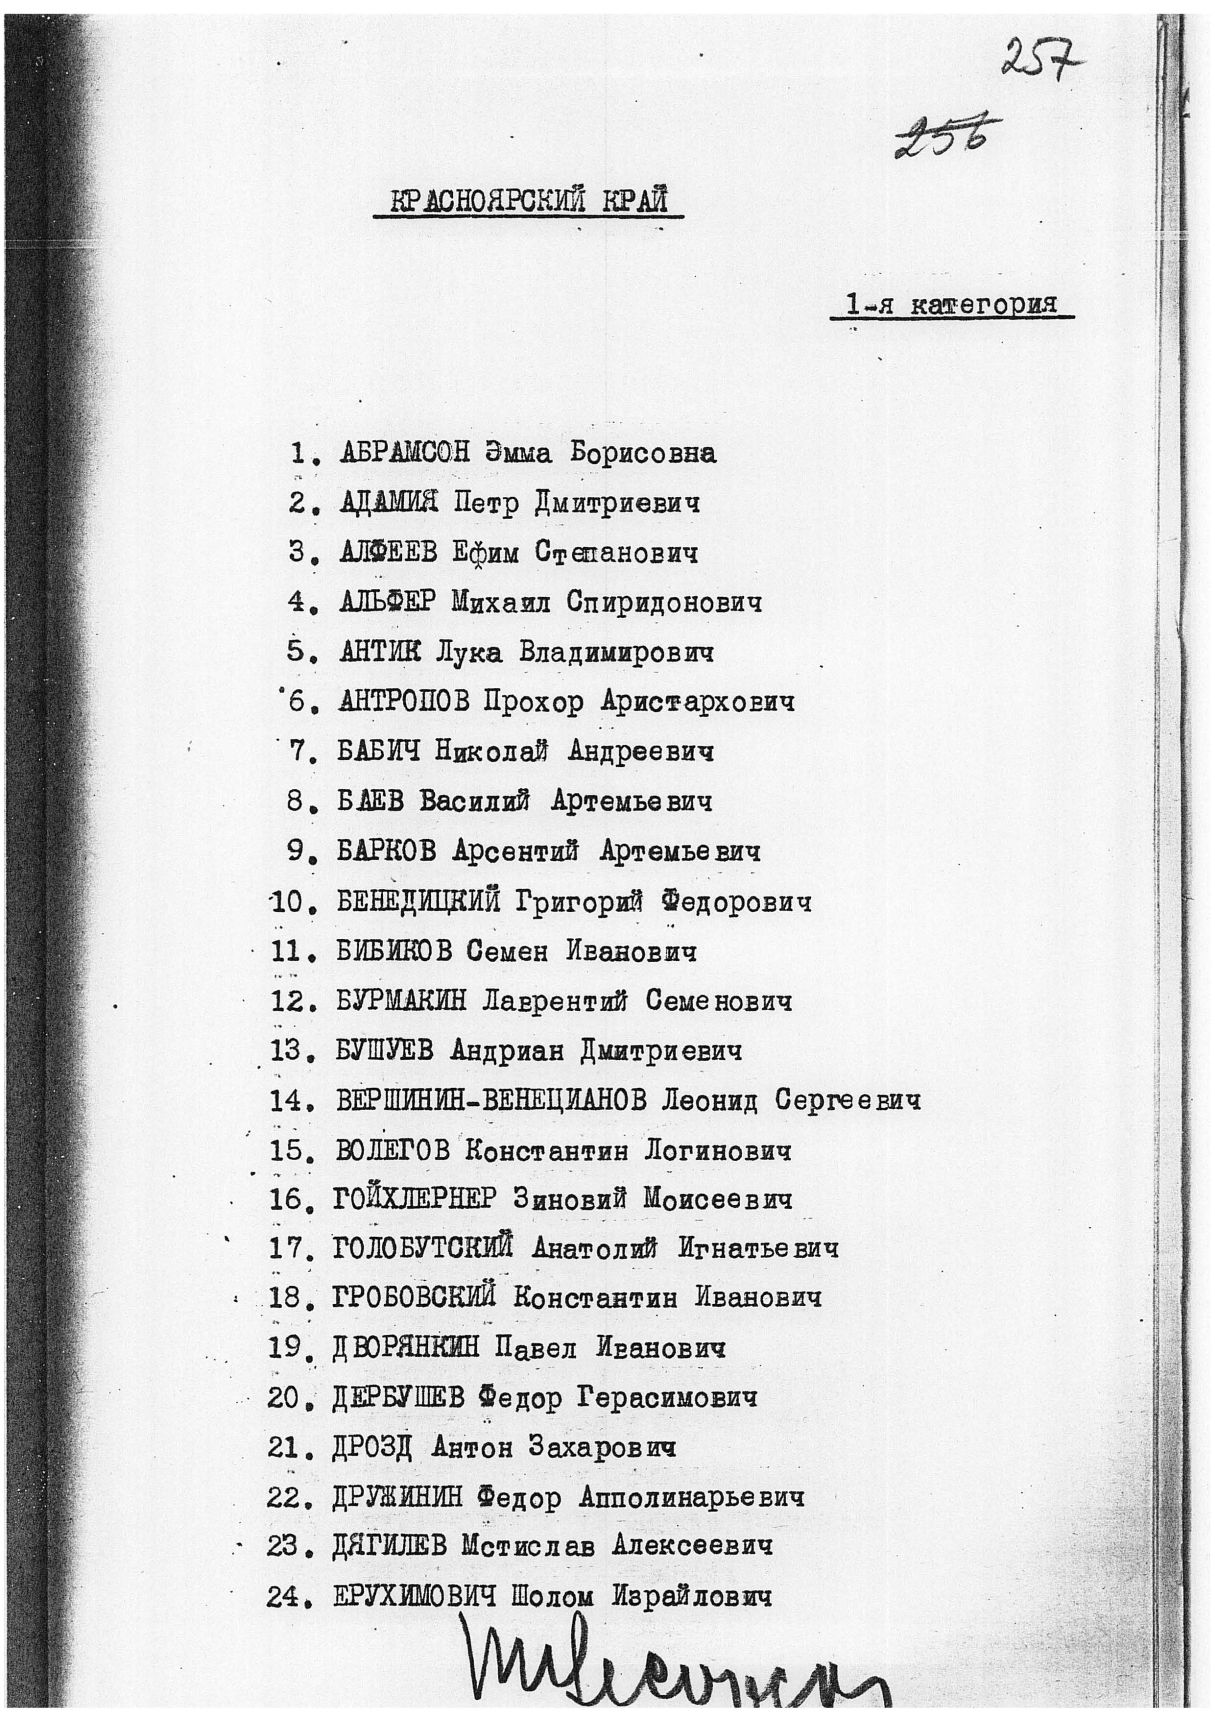 257
256
КРАСНОЯРСКИЙ КРАЙ
1-я категория
1. АБРАМСОН Эмма Борисовна
2. АДАМИЯ Петр Дмитриевич
3. АЛФЕЕВ Ефим Степанович
4. АЛЬФЕР Михаил Спиридонович
5. АНТИК Лука Владимирович
6. АНТРОПОВ Прохор Аристархович
7. БАБИЧ Николай Андреевич
8. БАЕВ Василий Артемьевич
9. БАРКОВ Арсентий Артемьевич
10. БЕНЕДИЦКИЙ Григорий Федорович
11. БИБИКОВ Семен Иванович
12. БУРМАКИН Лаврентий Семенович
13. БУШУЕВ Андриан Дмитриевич
14. ВЕРШИНИН-ВЕНЕЦИАНОВ Леонид Сергеевич
15. ВОЛЕГОВ Константин Логинович
16. ГОЙХЛЕРНЕР Зиновий Моисеевич
17. ГОЛОБУТСКИЙ Анатолий Игнатьевич
18. ГРОБОВСКИЙ Константин Иванович
19. ДВОРЯНКИН Павел Иванович
20. ДЕРБУШЕВ Федор Герасимович
21. ДРОЗД Антон Захарович
22. ДРУЖИНИН Федор Апполинарьевич
23. ДЯГИЛЕВ Мстислав Алексеевич
24. ЕРУХИМОВИЧ Шолом Израйлович